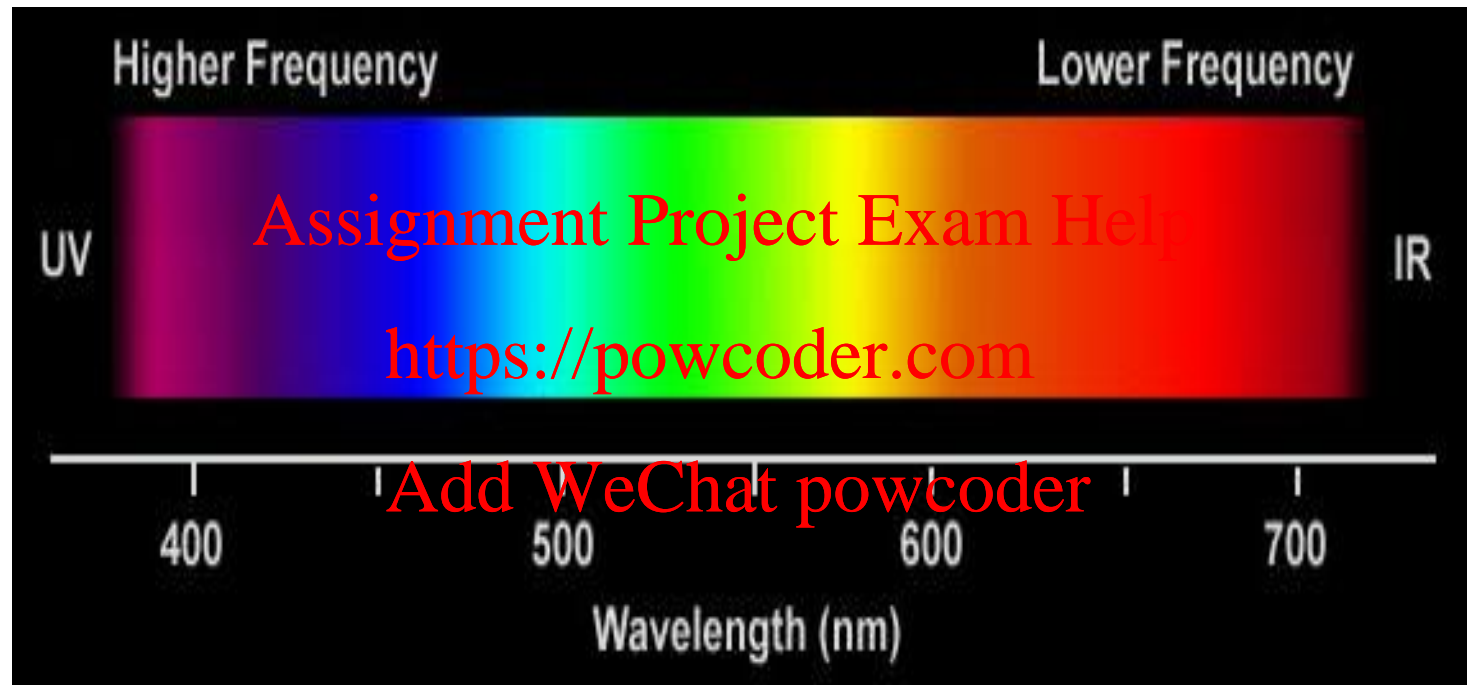 Higher Frequency
Lower Frequency
UV
Assignment Project Exam Help
IR
https://powcoder.com
Add WeChat powcoder
400
500
600
700
Wavelength (nm)